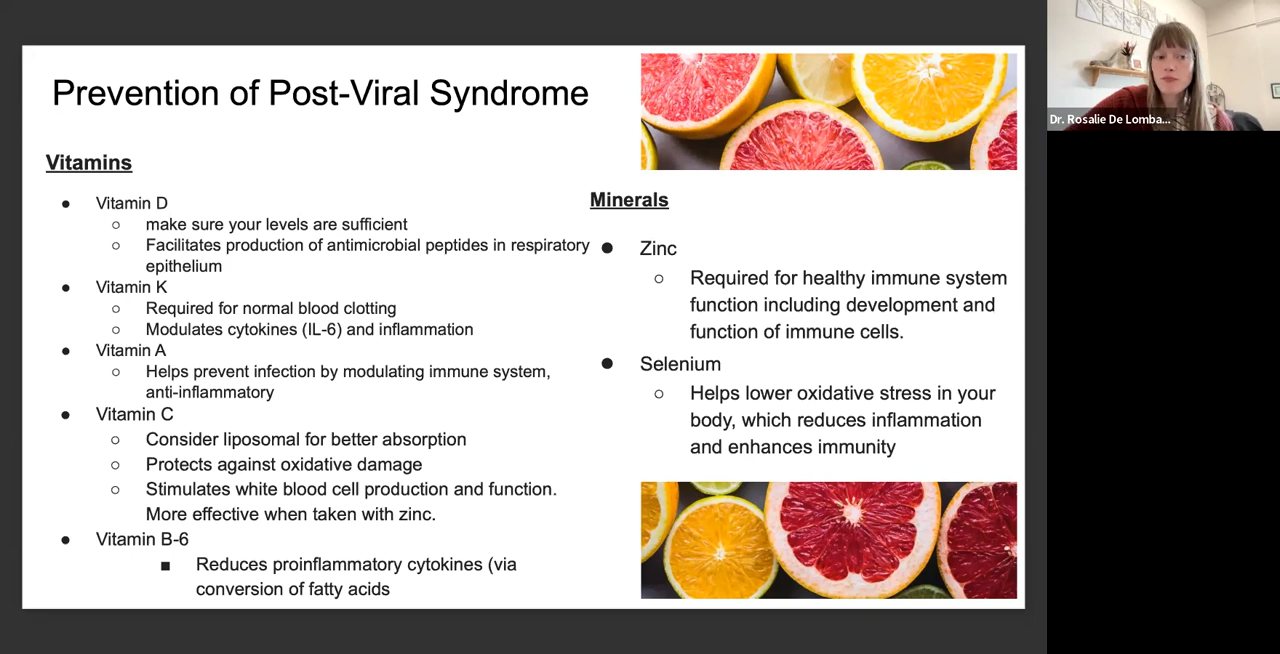 Prevention of Post-Viral Syndrome
Vitamins
● Vitamin D
○ make sure your levels are sufficient
○ Facilitates production of antimicrobial peptides in respiratory
epithelium
● Vitamin K
○ Required for normal blood clotting
○ Modulates cytokines (IL-6) and inflammation
● Vitamin A
○ Helps prevent infection by modulating immune system,
anti-inflammatory
● Vitamin C
○ Consider liposomal for better absorption
○ Protects against oxidative damage
○ Stimulates white blood cell production and function.
More effective when taken with zinc.
● Vitamin B-6
■ Reduces proinflammatory cytokines (via
conversion of fatty acids
Minerals
● Zinc
○ Required for healthy immune system
function including development and
function of immune cells.
● Selenium
○ Helps lower oxidative stress in your
body, which reduces inflammation
and enhances immunity
Dr. Rosalie De Lomba...